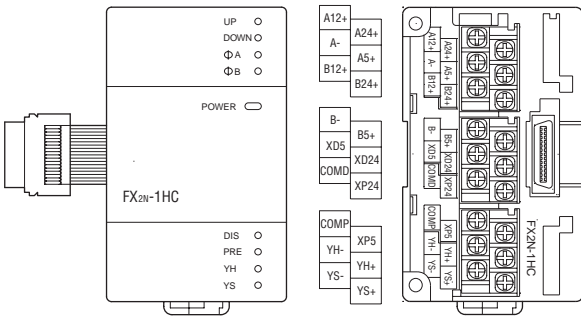 UP
DOWN
ΦA
ΦB
POWER
FX2N-1HC
DIS
PRE
YH
YS
A12+
A24+
A-
A5+
B12+
B24+
B-
B5+
XD5
XD24
COMD
XP24
COMP
XP5
YH-
YH+
YS-
YS+
A12+
A24+
A-
A5+
B12+
B24+
B-
B5+
XD5
XD24
COMD
XP24
COMP
XP5
YH-
YH+
YS-
YS+
FX2N-1HC